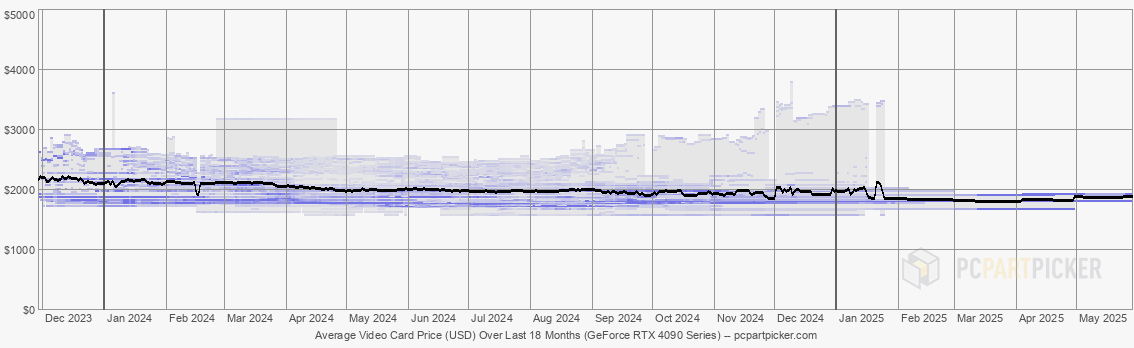 $5000
$4000
$3000
$2000
$1000
$0
PCPARTPICKER
Dec 2023 Jan 2024 Feb 2024 Mar 2024 Apr 2024 May 2024 Jun 2024 Jul 2024 Aug 2024 Sep 2024 Oct 2024 Nov 2024 Dec 2024 Jan 2025 Feb 2025 Mar 2025 Apr 2025 May 2025
Average Video Card Price (USD) Over Last 18 Months (GeForce RTX 4090 Series) -- pcpartpicker.com